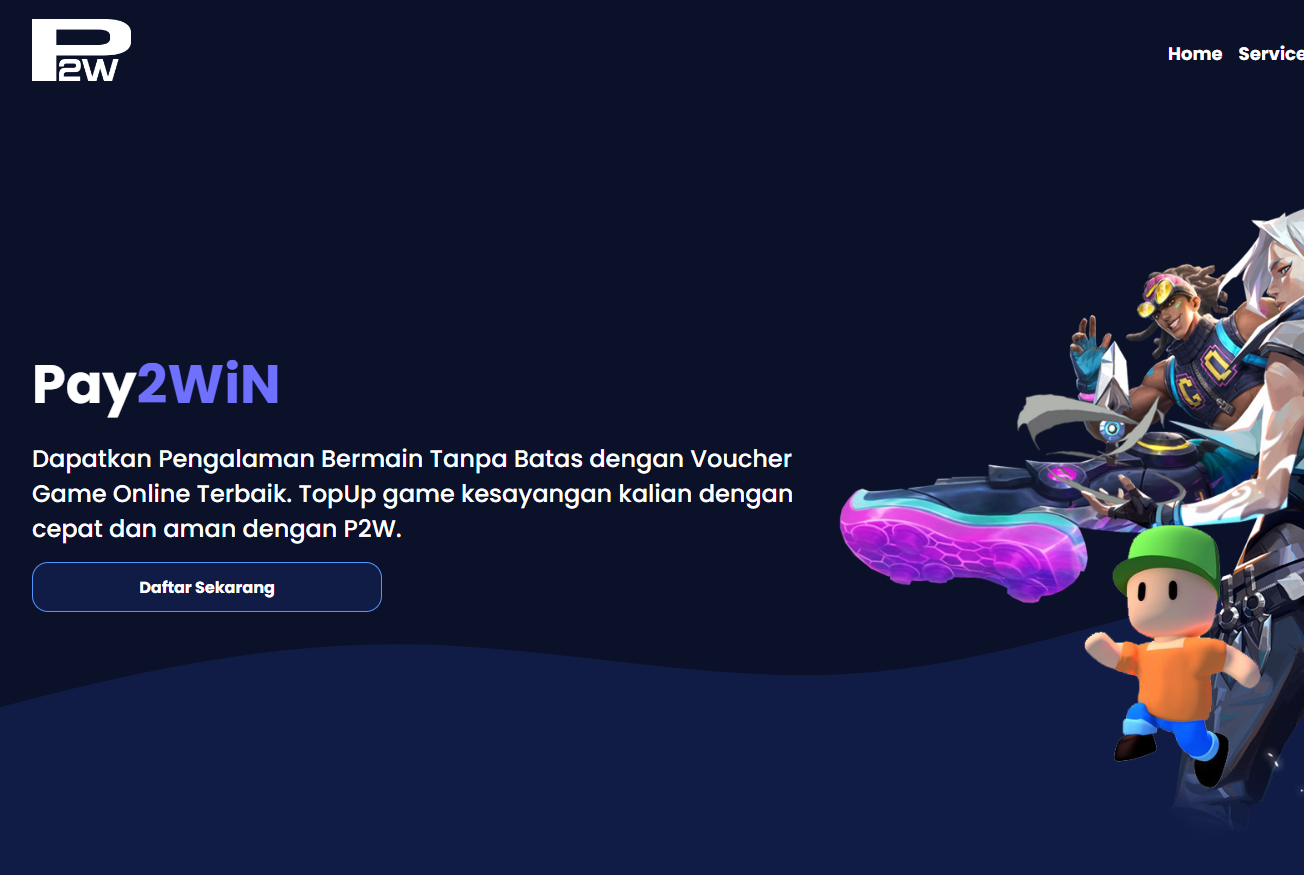 P2W
Home Service
Pay2WiN
Dapatkan Pengalaman Bermain Tanpa Batas dengan Voucher
Game Online Terbaik. TopUp game kesayangan kalian dengan
cepat dan aman dengan P2W.
Daftar Sekarang